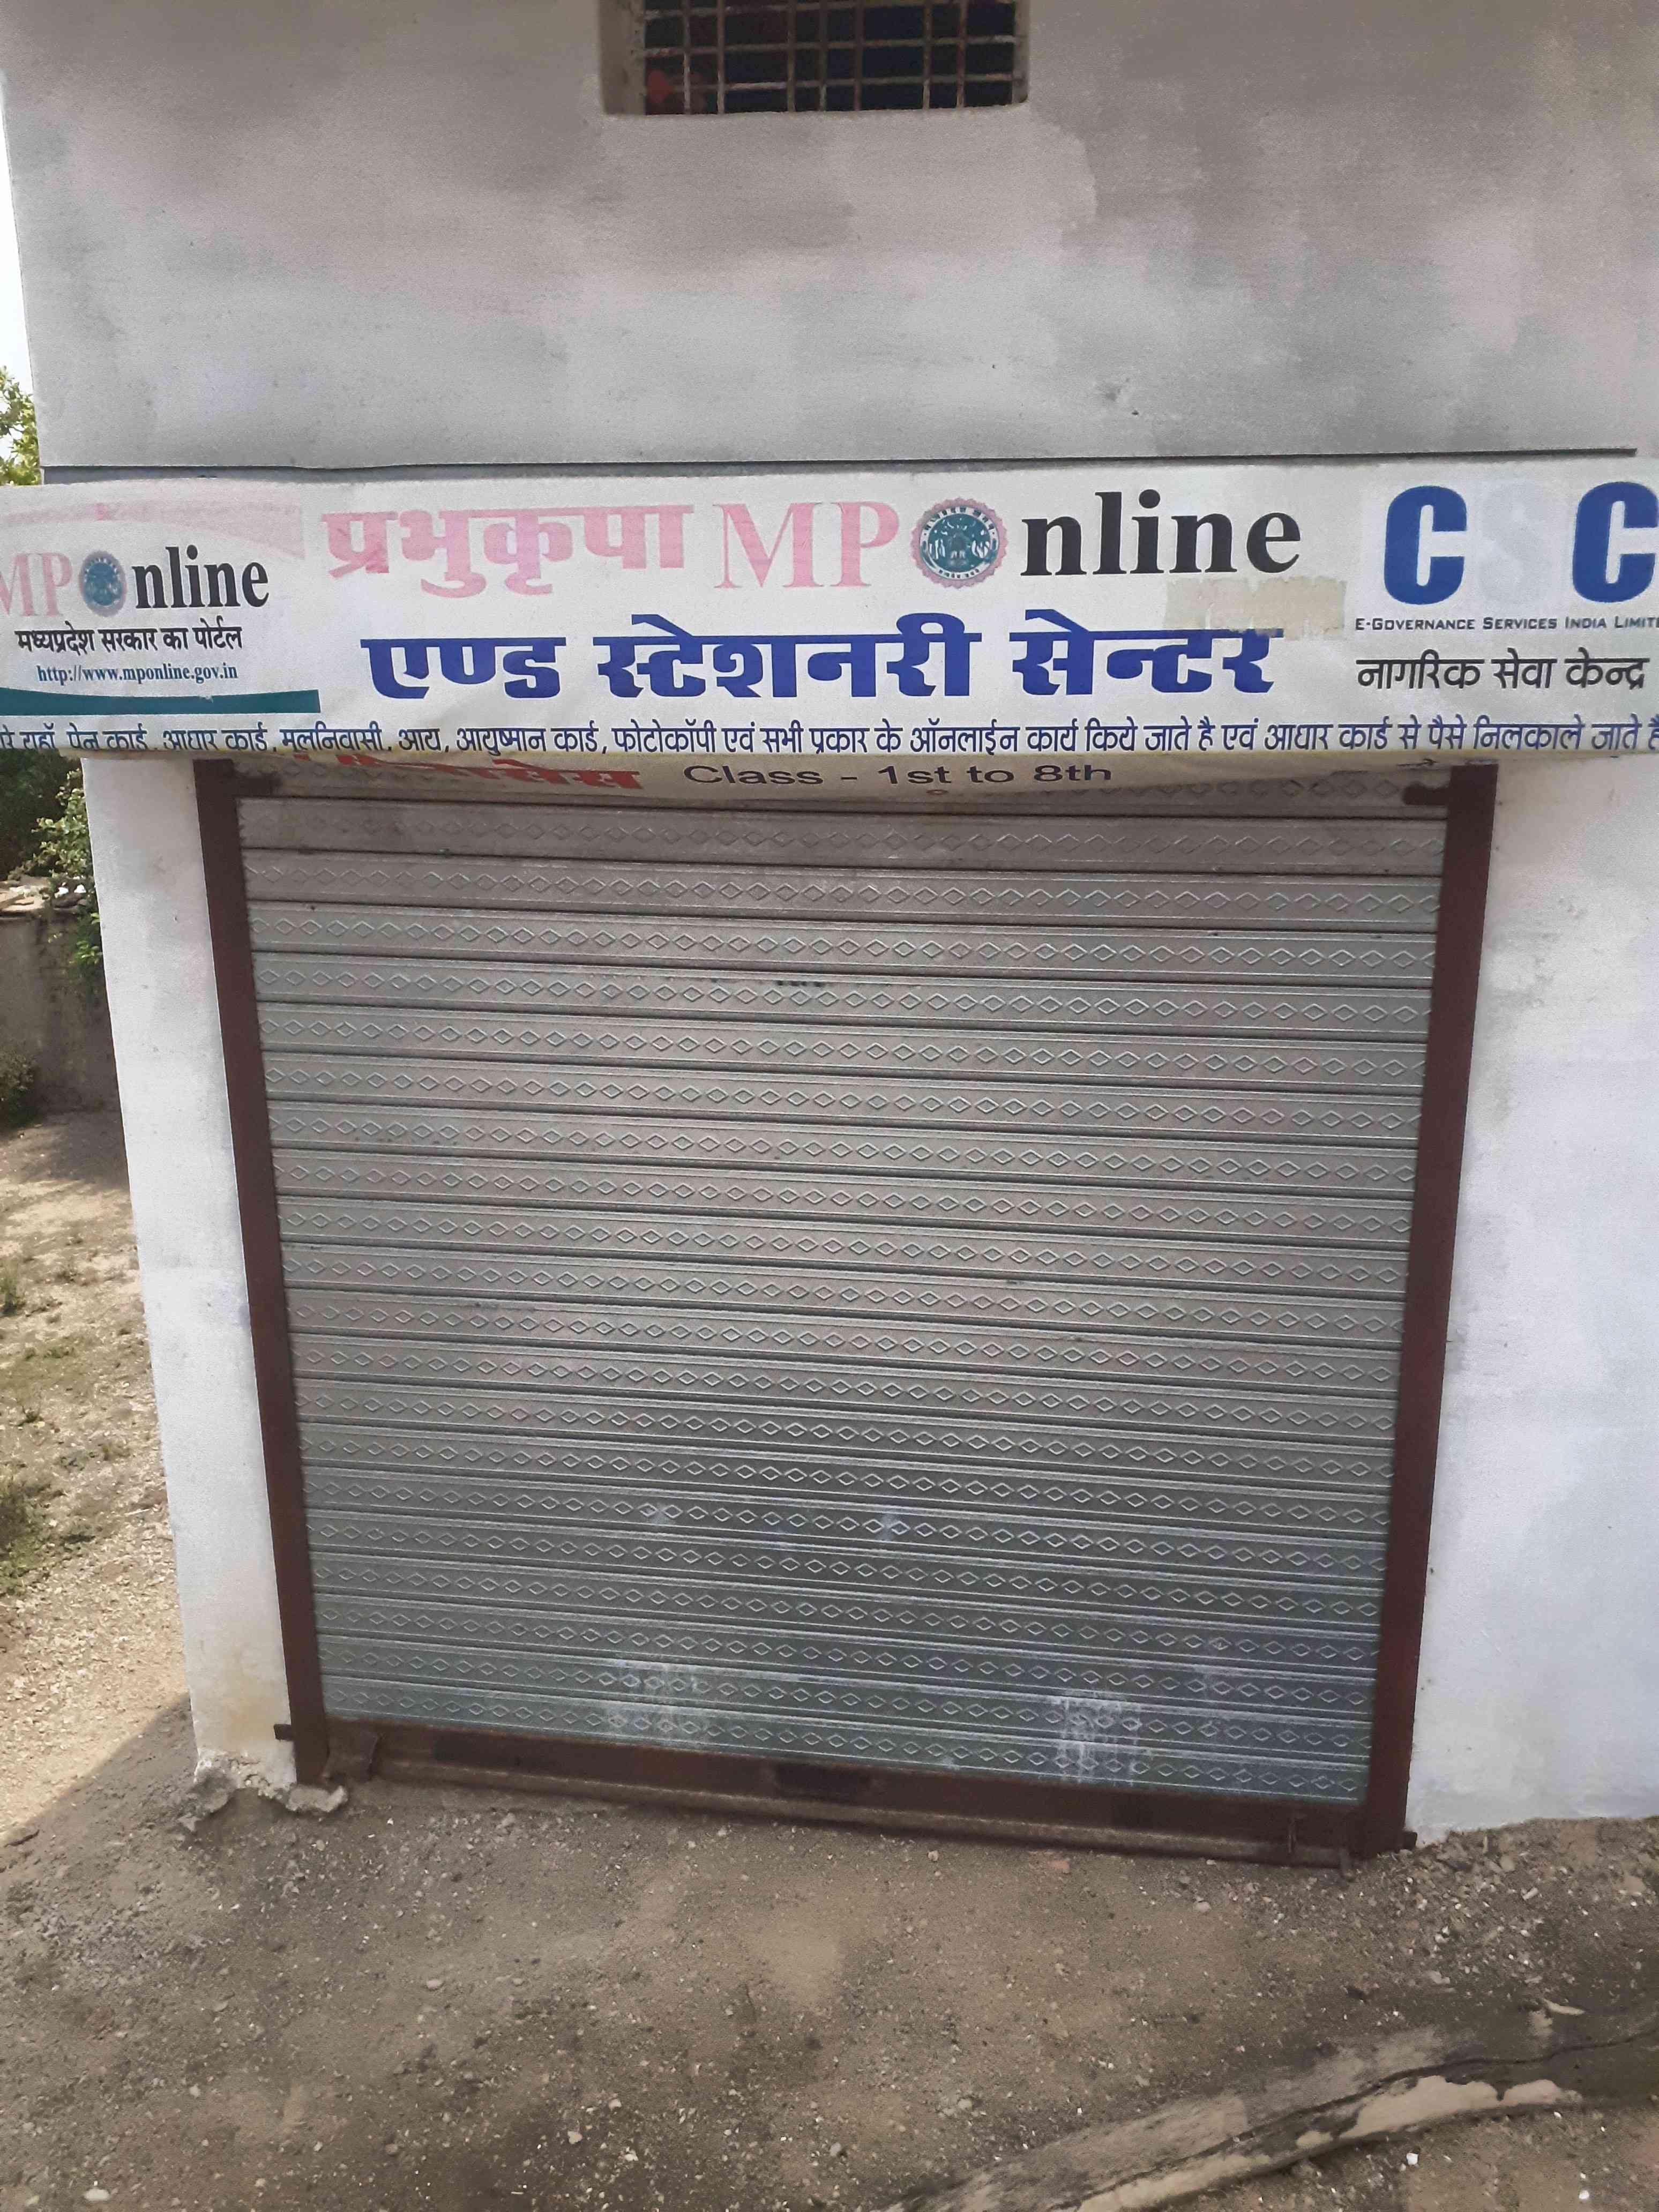 MPOnline
मध्यप्रदेश सरकार का पोर्टल
http://www.mponline.gov.in
प्रभुकृपा MPOnline
एण्ड स्टेशनरी सेन्टर
CSC
E-GOVERNANCE SERVICES INDIA LIMITE
नागरिक सेवा केन्द्र
यहाँ पेन कार्ड, आधार कार्ड, मूलनिवासी, आय, आयुष्मान कार्ड, फोटोकॉपी एवं सभी प्रकार के ऑनलाईन कार्य किये जाते है एवं आधार कार्ड से पैसे निलकाले जाते है
Class - 1st to 8th